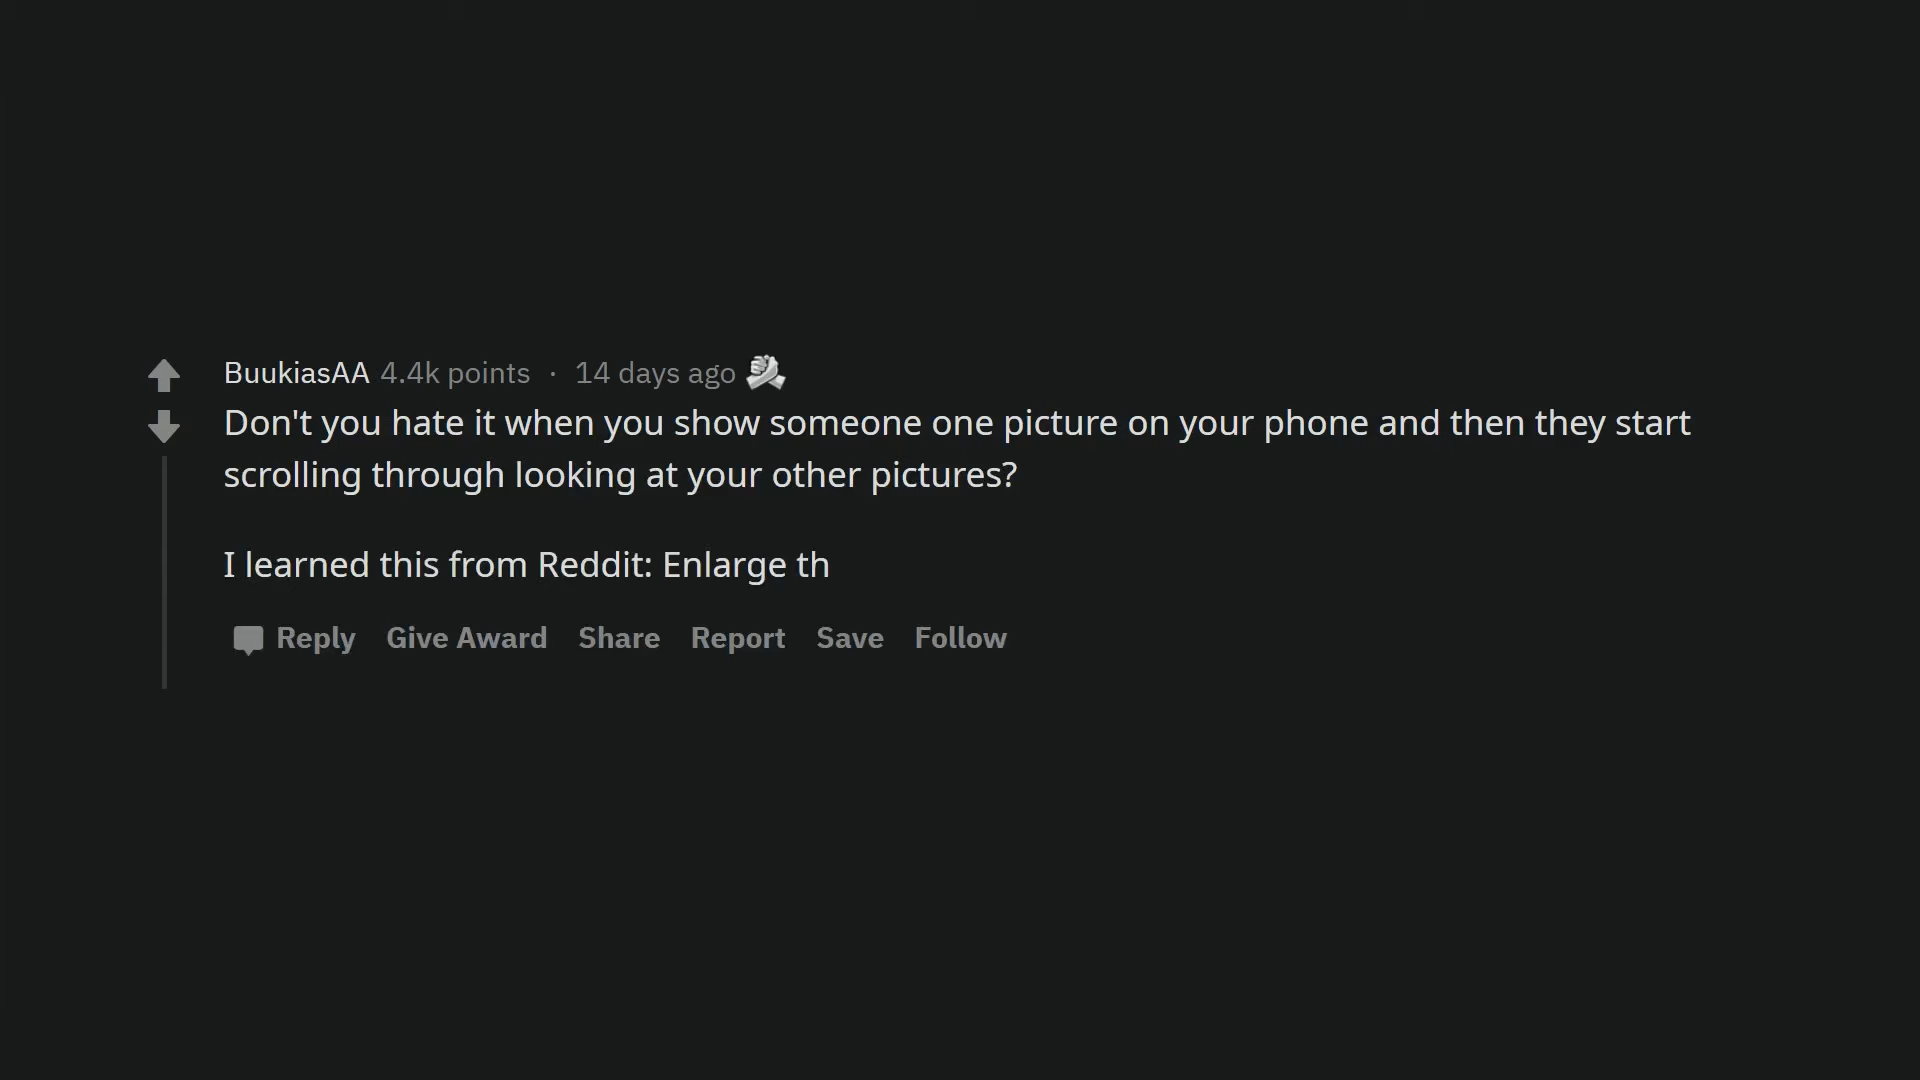 BuukiasAA 4.4k points · 14 days ago
Don't you hate it when you show someone one picture on your phone and then they start
scrolling through looking at your other pictures?
I learned this from Reddit: Enlarge th
Reply Give Award Share Report Save Follow